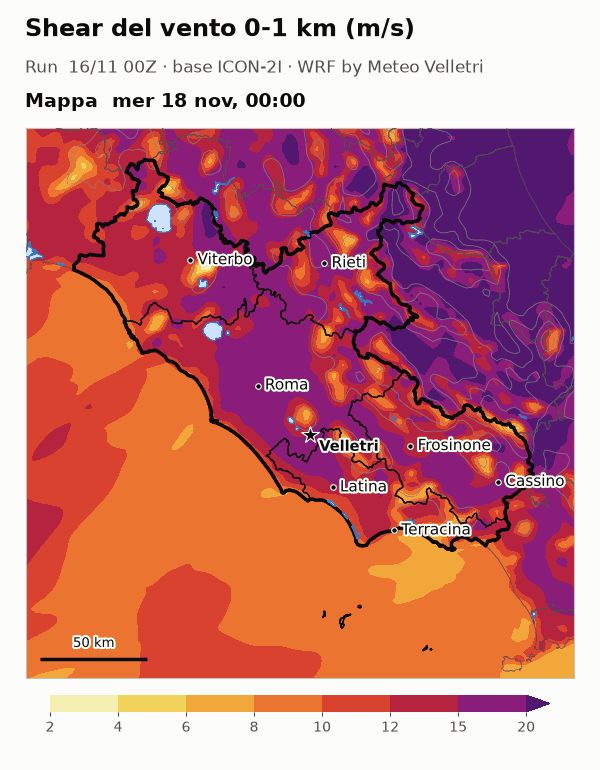 Shear del vento 0-1 km (m/s)
Run  16/11 00Z · base ICON-2I · WRF by Meteo Velletri
Mappa  mer 18 nov, 00:00
Viterbo
Rieti
Roma
Velletri
Frosinone
Latina
Cassino
Terracina
50 km
2 4 6 8 10 12 15 20